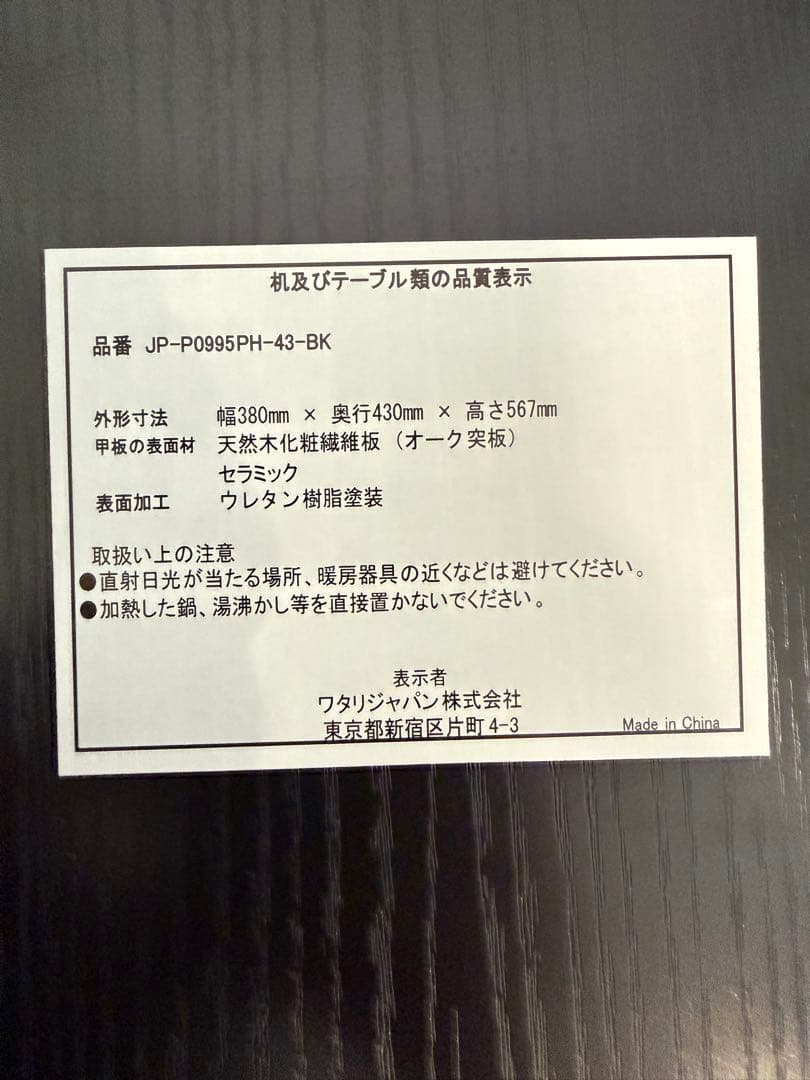 机及びテーブル類の品質表示
品番 JP-P0995PH-43-BK
外形寸法 幅380mm × 奥行430mm × 高さ567mm
甲板の表面材 天然木化粧繊維板（オーク突板）
セラミック
表面加工 ウレタン樹脂塗装
取扱い上の注意
●直射日光が当たる場所、暖房器具の近くなどは避けてください。
●加熱した鍋、湯沸かし等を直接置かないでください。
表示者
ワタリジャパン株式会社
東京都新宿区片町4-3
Made in China